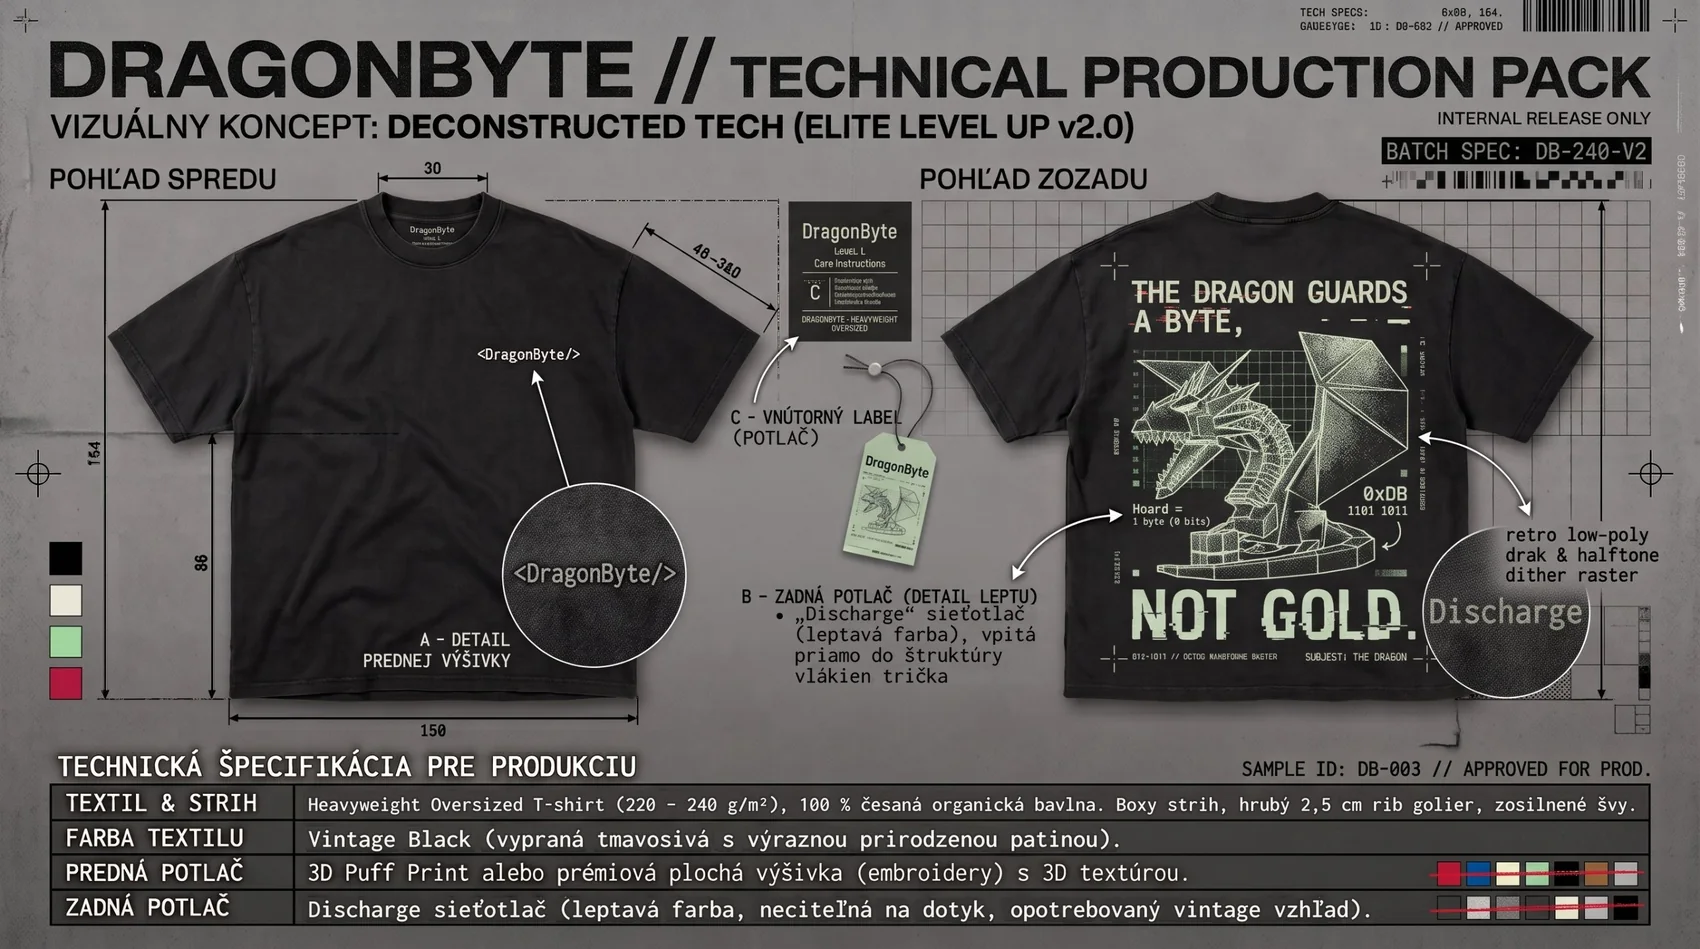 TECH SPECS: 6x08, 164.
GAUEEGYE: 1D: D8-682 // APPROVED
DRAGONBYTE // TECHNICAL PRODUCTION PACK
VIZUÁLNY KONCEPT: DECONSTRUCTED TECH (ELITE LEVEL UP v2.0)
INTERNAL RELEASE ONLY
BATCH SPEC: DB-240-V2
POHĽAD SPREDU
30
POHĽAD ZOZADU
DragonByte
154
86
150
<DragonByte/>
<DragonByte/>
A – DETAIL
PREDNEJ VÝŠIVKY
DragonByte
Level L
Care Instructions
C
DRAGONBYTE - HEAVYWEIGHT
OVERSIZED
C – VNÚTORNÝ LABEL
(POTLAČ)
DragonByte
B – ZADNÁ POTLAČ (DETAIL LEPTU)
• „Discharge“ sieťotlač
(leptavá farba), vpitá
priamo do štruktúry
vlákien trička
THE DRAGON GUARDS
A BYTE,
Hoard =
1 byte (0 bits)
0xDB
1101 1011
NOT GOLD.
SUBJEST: THE DRAGON
retro low-poly
drak & halftone
dither raster
Discharge
TECHNICKÁ ŠPECIFIKÁCIA PRE PRODUKCIU
SAMPLE ID: DB-003 // APPROVED FOR PROD.
TEXTIL & STRIH Heavyweight Oversized T-shirt (220 – 240 g/m²), 100 % česaná organická bavlna. Boxy strih, hrubý 2,5 cm rib golier, zosilnené švy.
FARBA TEXTILU Vintage Black (vypraná tmavosivá s výraznou prirodzenou patinou).
PREDNÁ POTLAČ 3D Puff Print alebo prémiová plochá výšivka (embroidery) s 3D textúrou.
ZADNÁ POTLAČ Discharge sieťotlač (leptavá farba, neciteľná na dotyk, opotrebovaný vintage vzhľad).